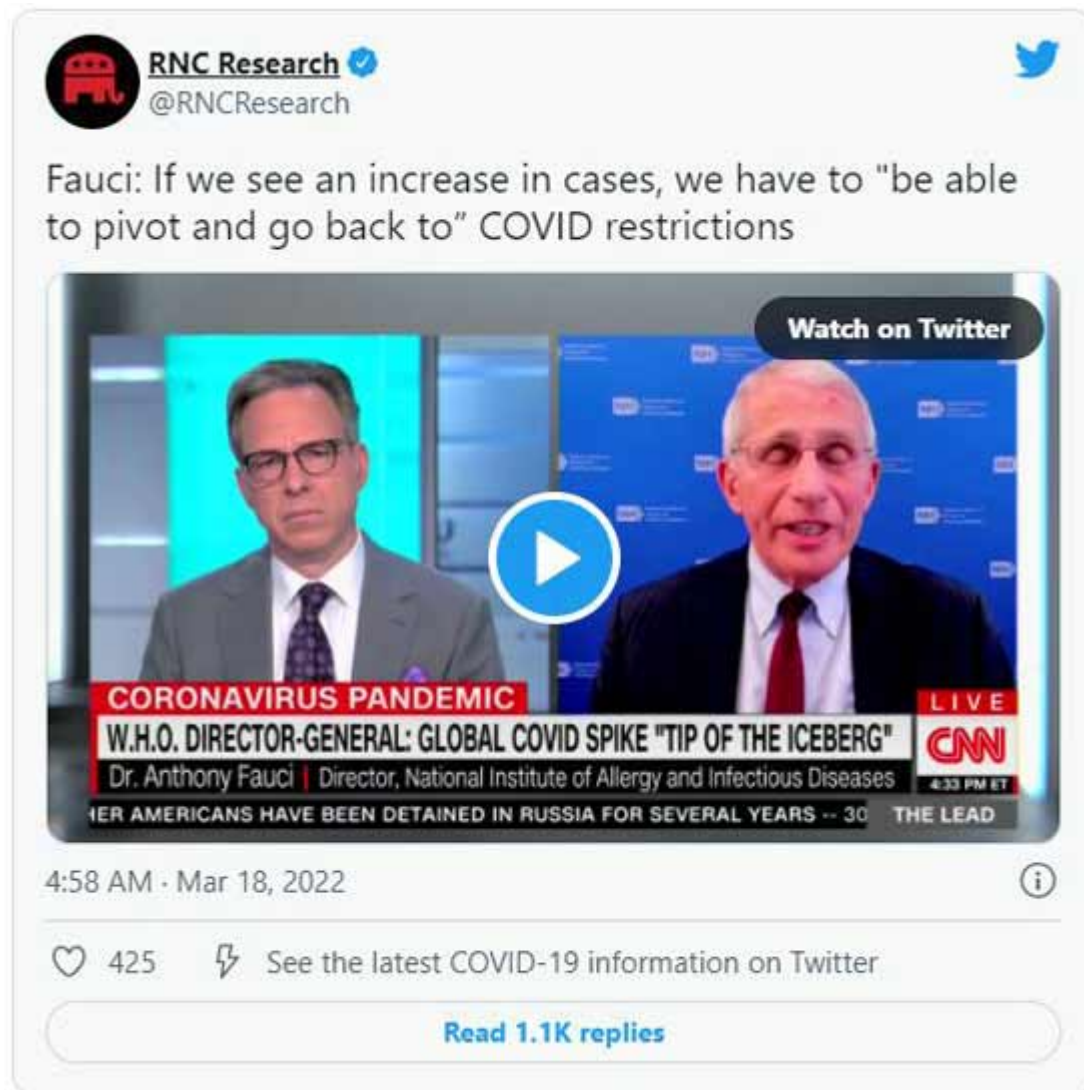 RNC Research
@RNCResearch
Fauci: If we see an increase in cases, we have to "be able
to pivot and go back to” COVID restrictions
Watch on Twitter
CORONAVIRUS PANDEMIC
LIVE
W.H.O. DIRECTOR-GENERAL: GLOBAL COVID SPIKE "TIP OF THE ICEBERG"
CNN
Dr. Anthony Fauci | Director, National Institute of Allergy and Infectious Diseases
4:33 PM ET
HER AMERICANS HAVE BEEN DETAINED IN RUSSIA FOR SEVERAL YEARS -- 30
THE LEAD
4:58 AM · Mar 18, 2022
425
See the latest COVID-19 information on Twitter
Read 1.1K replies